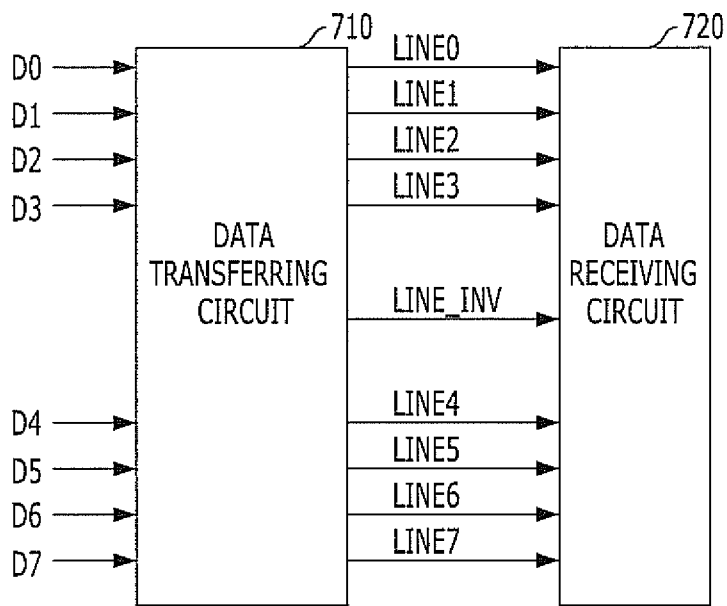 710
720
D0
LINE0
D1
LINE1
D2
LINE2
D3
LINE3
DATA
TRANSFERRING
CIRCUIT
LINE_INV
DATA
RECEIVING
CIRCUIT
D4
LINE4
D5
LINE5
D6
LINE6
D7
LINE7